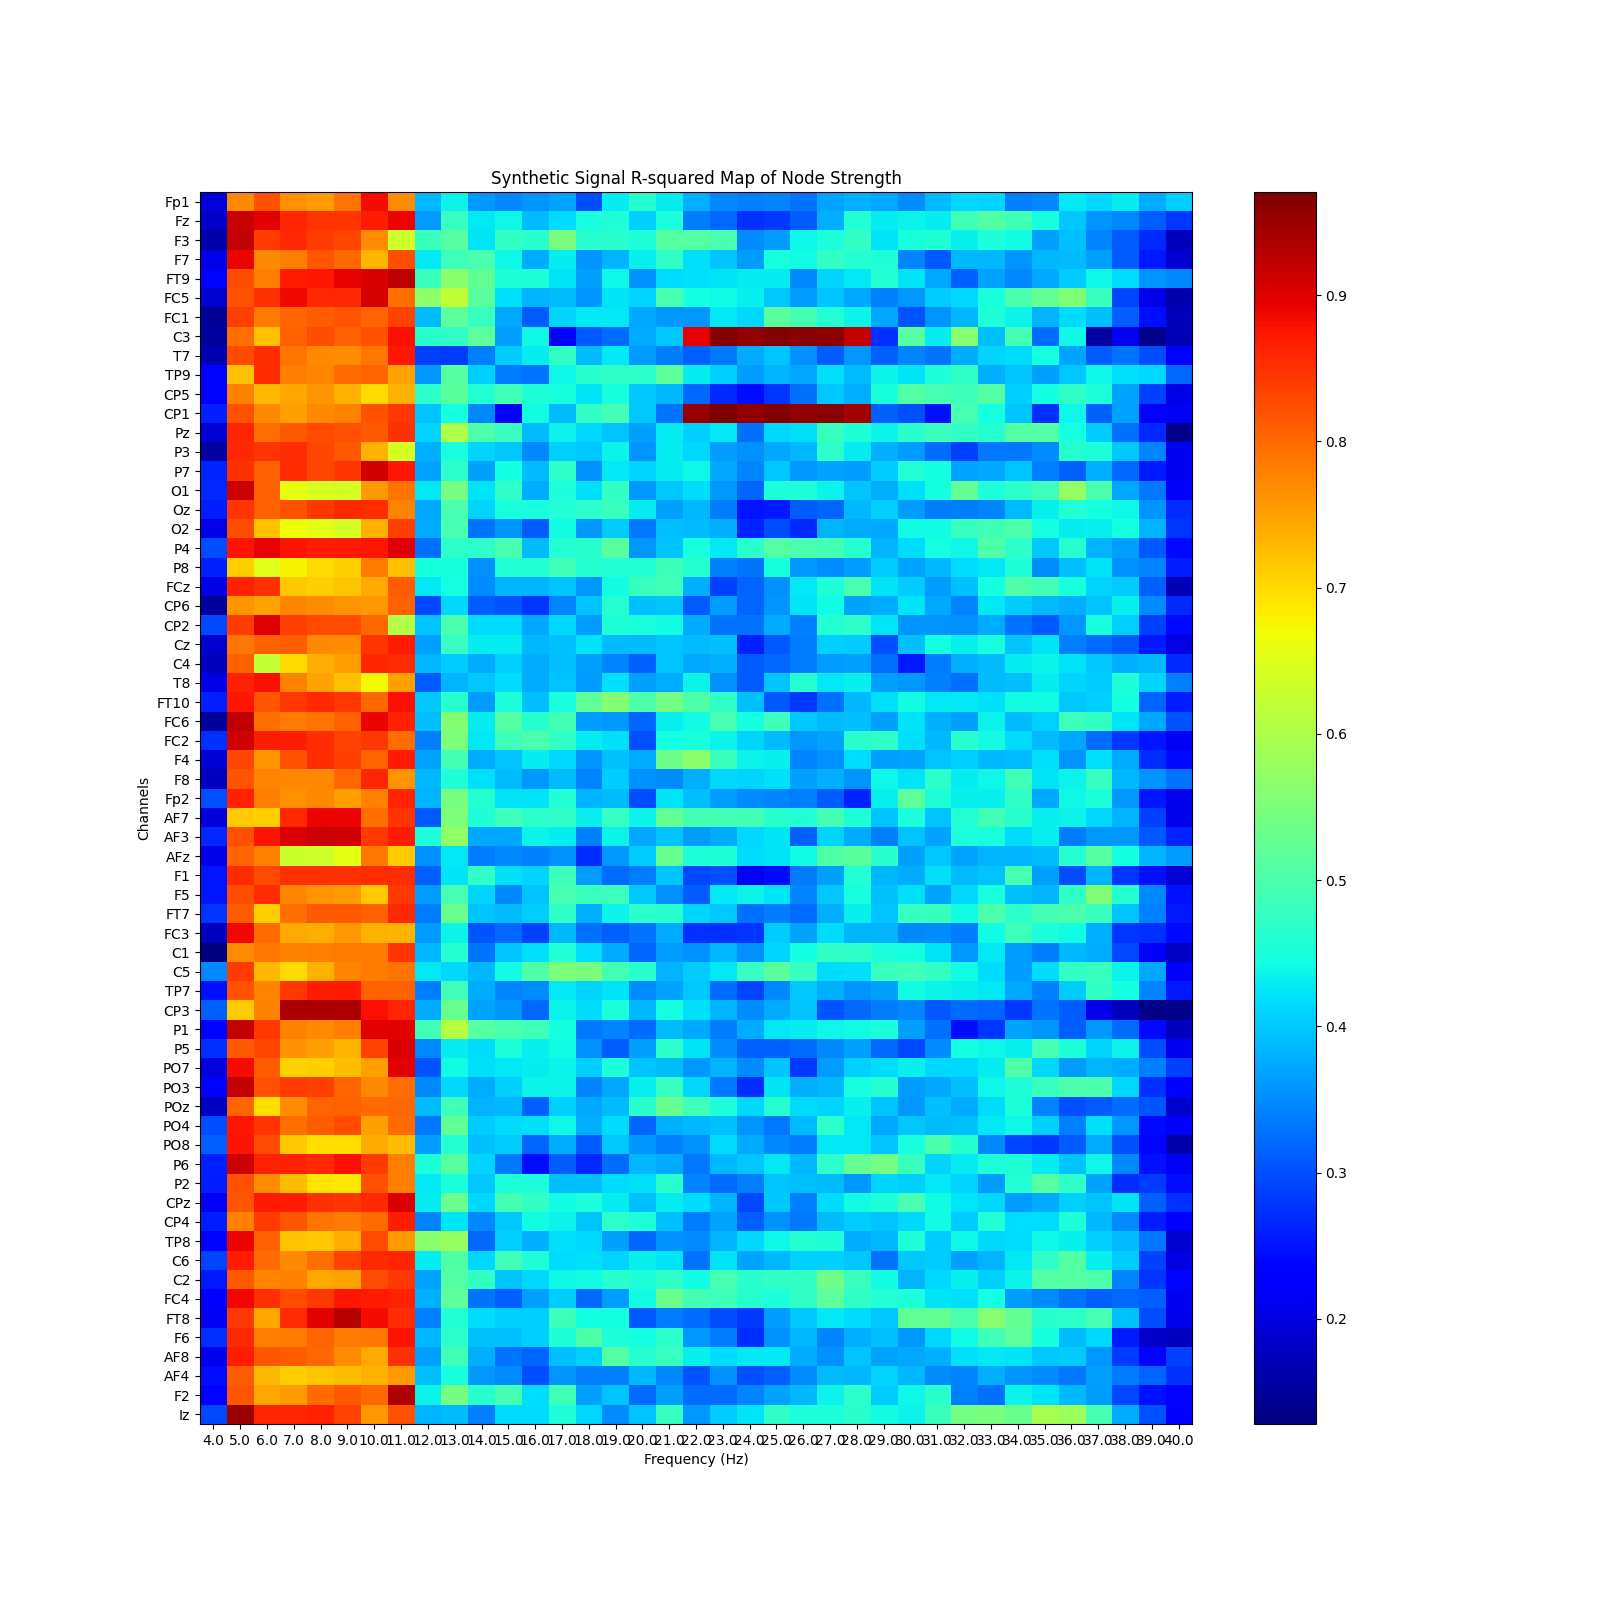 Synthetic Signal R-squared Map of Node Strength
Fp1
Fz
F3
F7
FT9
FC5
FC1
C3
T7
TP9
CP5
CP1
Pz
P3
P7
O1
Oz
O2
P4
P8
FCz
CP6
CP2
Cz
C4
T8
FT10
FC6
FC2
F4
F8
Fp2
AF7
AF3
AFz
F1
F5
FT7
FC3
C1
C5
TP7
CP3
P1
P5
PO7
PO3
POz
PO4
PO8
P6
P2
CPz
CP4
TP8
C6
C2
FC4
FT8
F6
AF8
AF4
F2
Iz
Channels
4.0 5.0 6.0 7.0 8.0 9.0 10.0 11.0 12.0 13.0 14.0 15.0 16.0 17.0 18.0 19.0 20.0 21.0 22.0 23.0 24.0 25.0 26.0 27.0 28.0 29.0 30.0 31.0 32.0 33.0 34.0 35.0 36.0 37.0 38.0 39.0 40.0
Frequency (Hz)
0.9
0.8
0.7
0.6
0.5
0.4
0.3
0.2